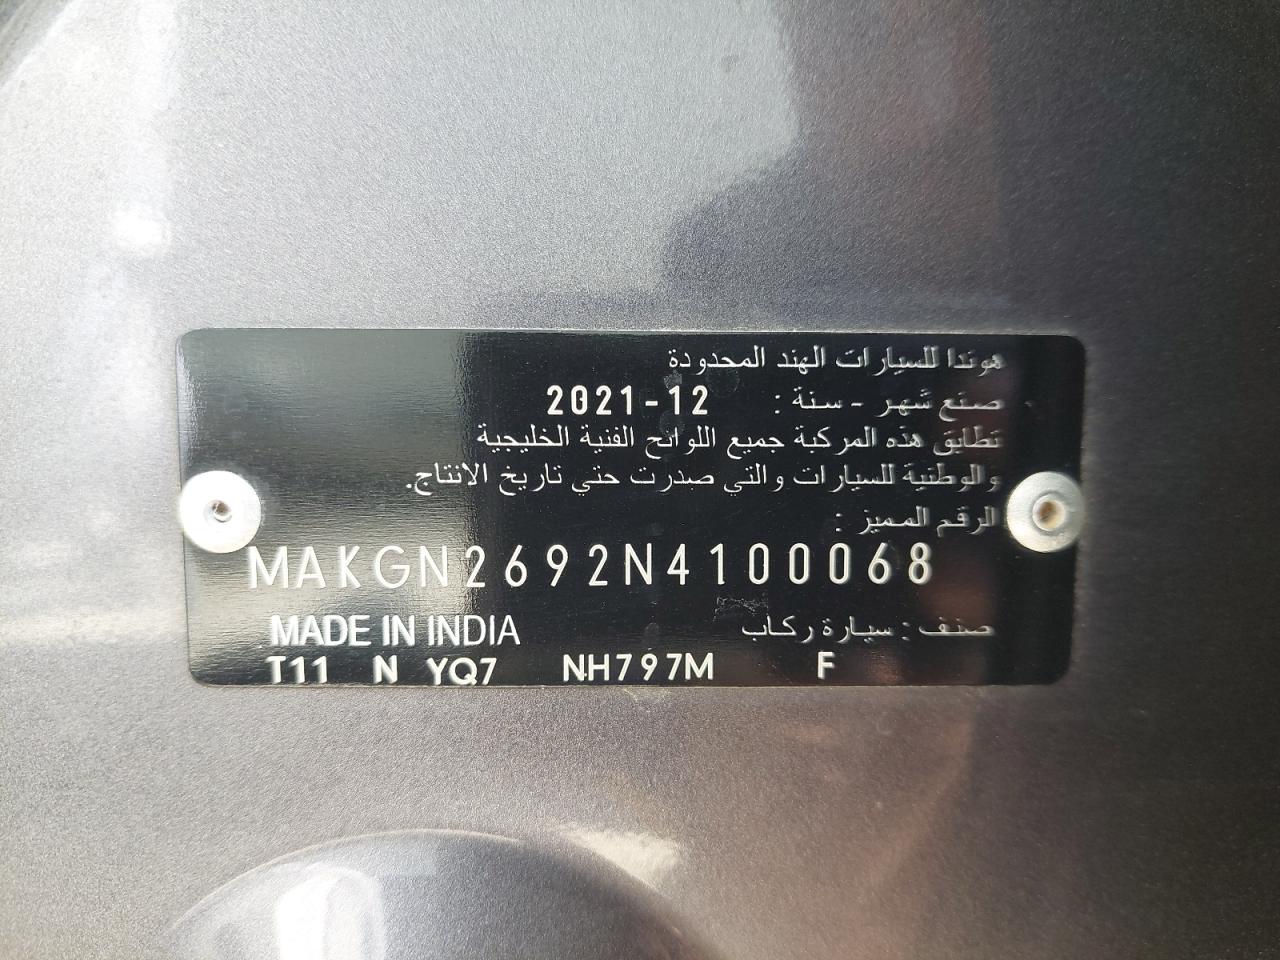 هوندا للسيارات الهند المحدودة
صنع شهر - سنة : 2021-12
تطابق هذه المركبة جميع اللوائح الفنية الخليجية
والوطنية للسيارات والتي صدرت حتي تاريخ الانتاج.
الرقم المميز :
MAKGN2692N4100068
MADE IN INDIA صنف : سيارة ركاب
T11 N YQ7 NH797M F